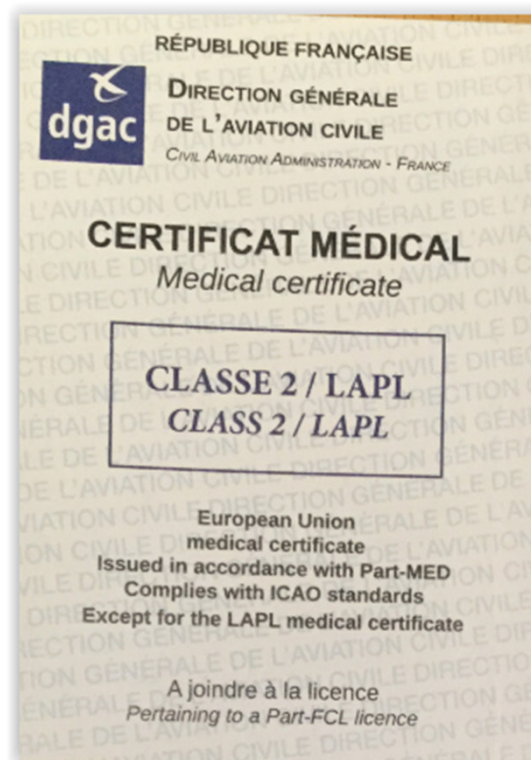 RÉPUBLIQUE FRANÇAISE
dgac
DIRECTION GÉNÉRALE
DE L'AVIATION CIVILE
CIVIL AVIATION ADMINISTRATION - FRANCE
CERTIFICAT MÉDICAL
Medical certificate
CLASSE 2 / LAPL
CLASS 2 / LAPL
European Union
medical certificate
Issued in accordance with Part-MED
Complies with ICAO standards
Except for the LAPL medical certificate
A joindre à la licence
Pertaining to a Part-FCL licence